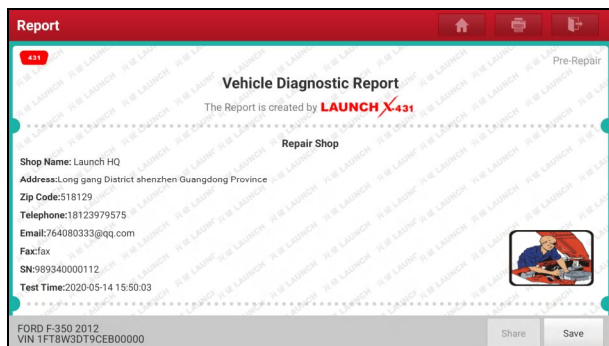 Report
431
Pre-Repair
Vehicle Diagnostic Report
The Report is created by LAUNCH X-431
Repair Shop
Shop Name: Launch HQ
Address:Long gang District shenzhen Guangdong Province
Zip Code:518129
Telephone:18123979575
Email:764080333@qq.com
Fax:fax
SN:989340000112
Test Time:2020-05-14 15:50:03
FORD F-350 2012
VIN 1FT8W3DT9CEB00000
Share
Save